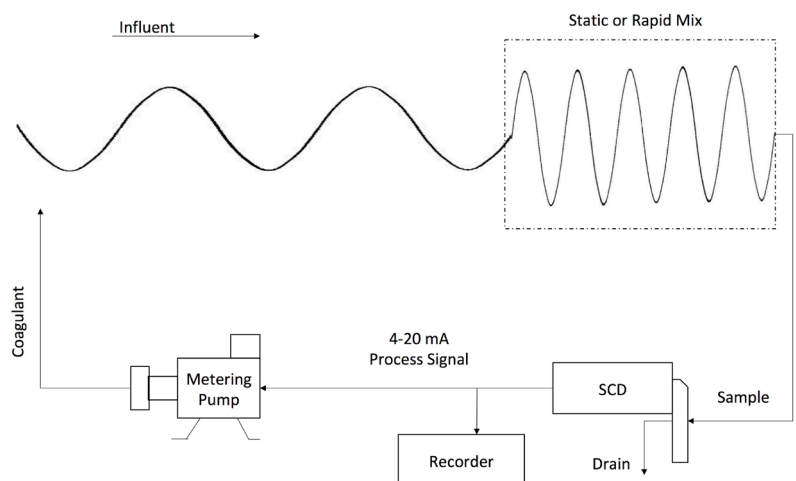 Static or Rapid Mix
Influent
Coagulant
4-20 mA
Process Signal
Metering
Pump
SCD
Sample
Recorder
Drain